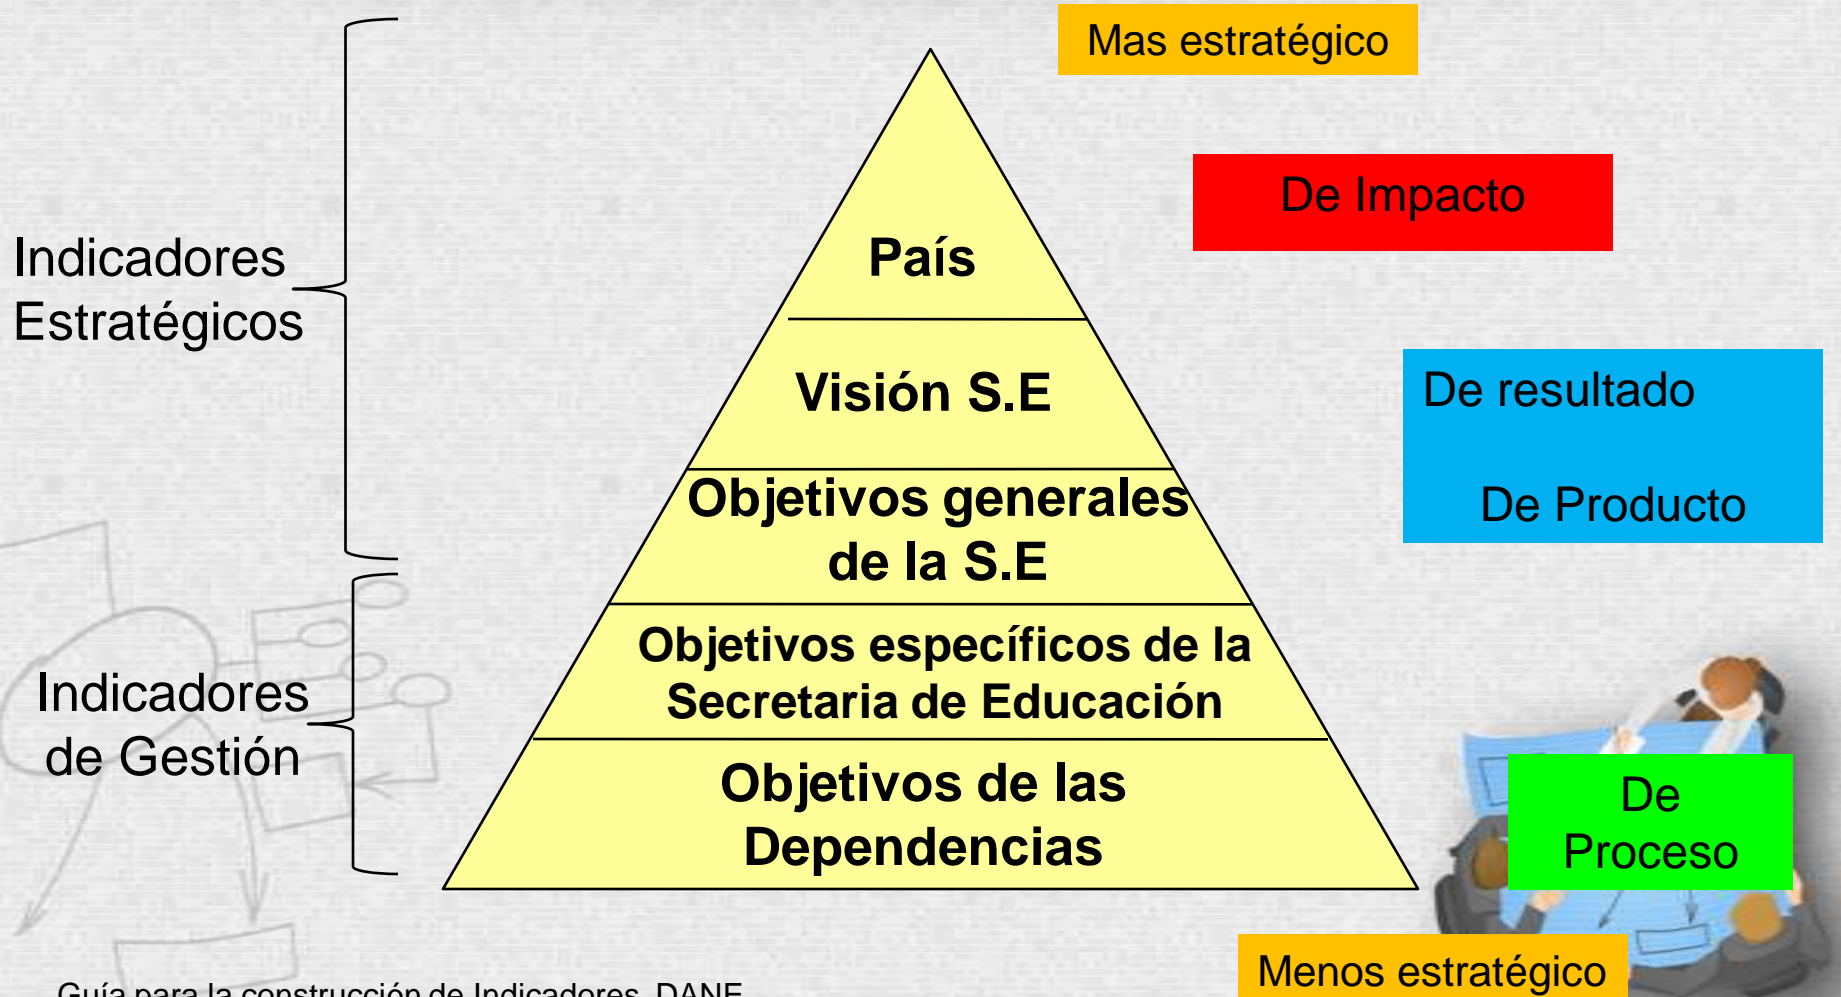 Mas estratégico
De Impacto
País
Indicadores
Estratégicos
Visión S.E
De resultado
De Producto
Objetivos generales
de la S.E
Objetivos específicos de la
Secretaria de Educación
Indicadores
de Gestión
Objetivos de las
Dependencias
De
Proceso
Menos estratégico
Guía para la construcción de Indicadores. DANE